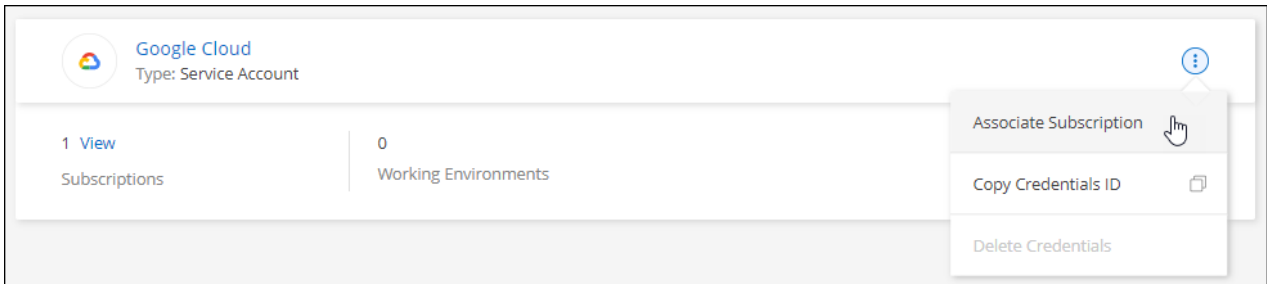 Google Cloud
Type: Service Account
1 View
Subscriptions
0
Working Environments
Associate Subscription
Copy Credentials ID
Delete Credentials